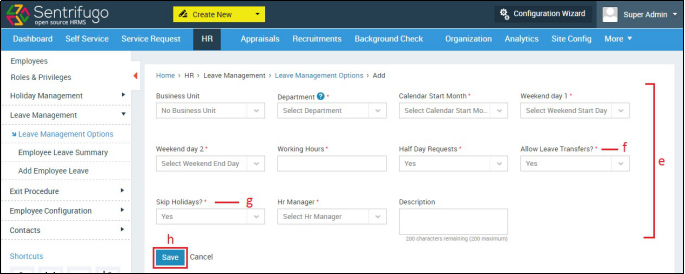 Sentrifugo
open source HRMS
Create New
Configuration Wizard
Super Admin
Dashboard Self Service Service Request HR Appraisals Recruitments Background Check Organization Analytics Site Config More
Employees
Roles & Privileges
Holiday Management
Leave Management
Leave Management Options
Employee Leave Summary
Add Employee Leave
Exit Procedure
Employee Configuration
Contacts
Shortcuts
Home › HR › Leave Management › Leave Management Options › Add
Business Unit Department ? * Calendar Start Month * Weekend day 1 *
No Business Unit Select Department Select Calendar Start Mo... Select Weekend Start Day
Weekend day 2 * Working Hours * Half Day Requests * Allow Leave Transfers? * f
Select Weekend End Day Yes Yes
e
Skip Holidays? * g Hr Manager * Description
Yes Select Hr Manager
200 characters remaining (200 maximum)
h
Save Cancel